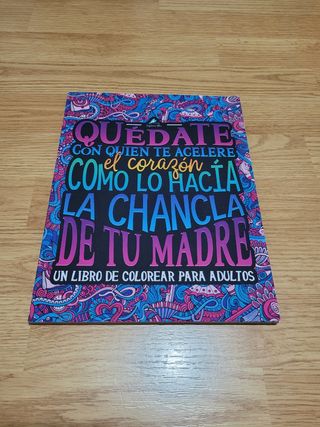 QUÉDATE
CON QUIEN TE ACELERE
el corazón
COMO LO HACÍA
LA CHANCLA
DE TU MADRE
UN LIBRO DE COLOREAR PARA ADULTOS